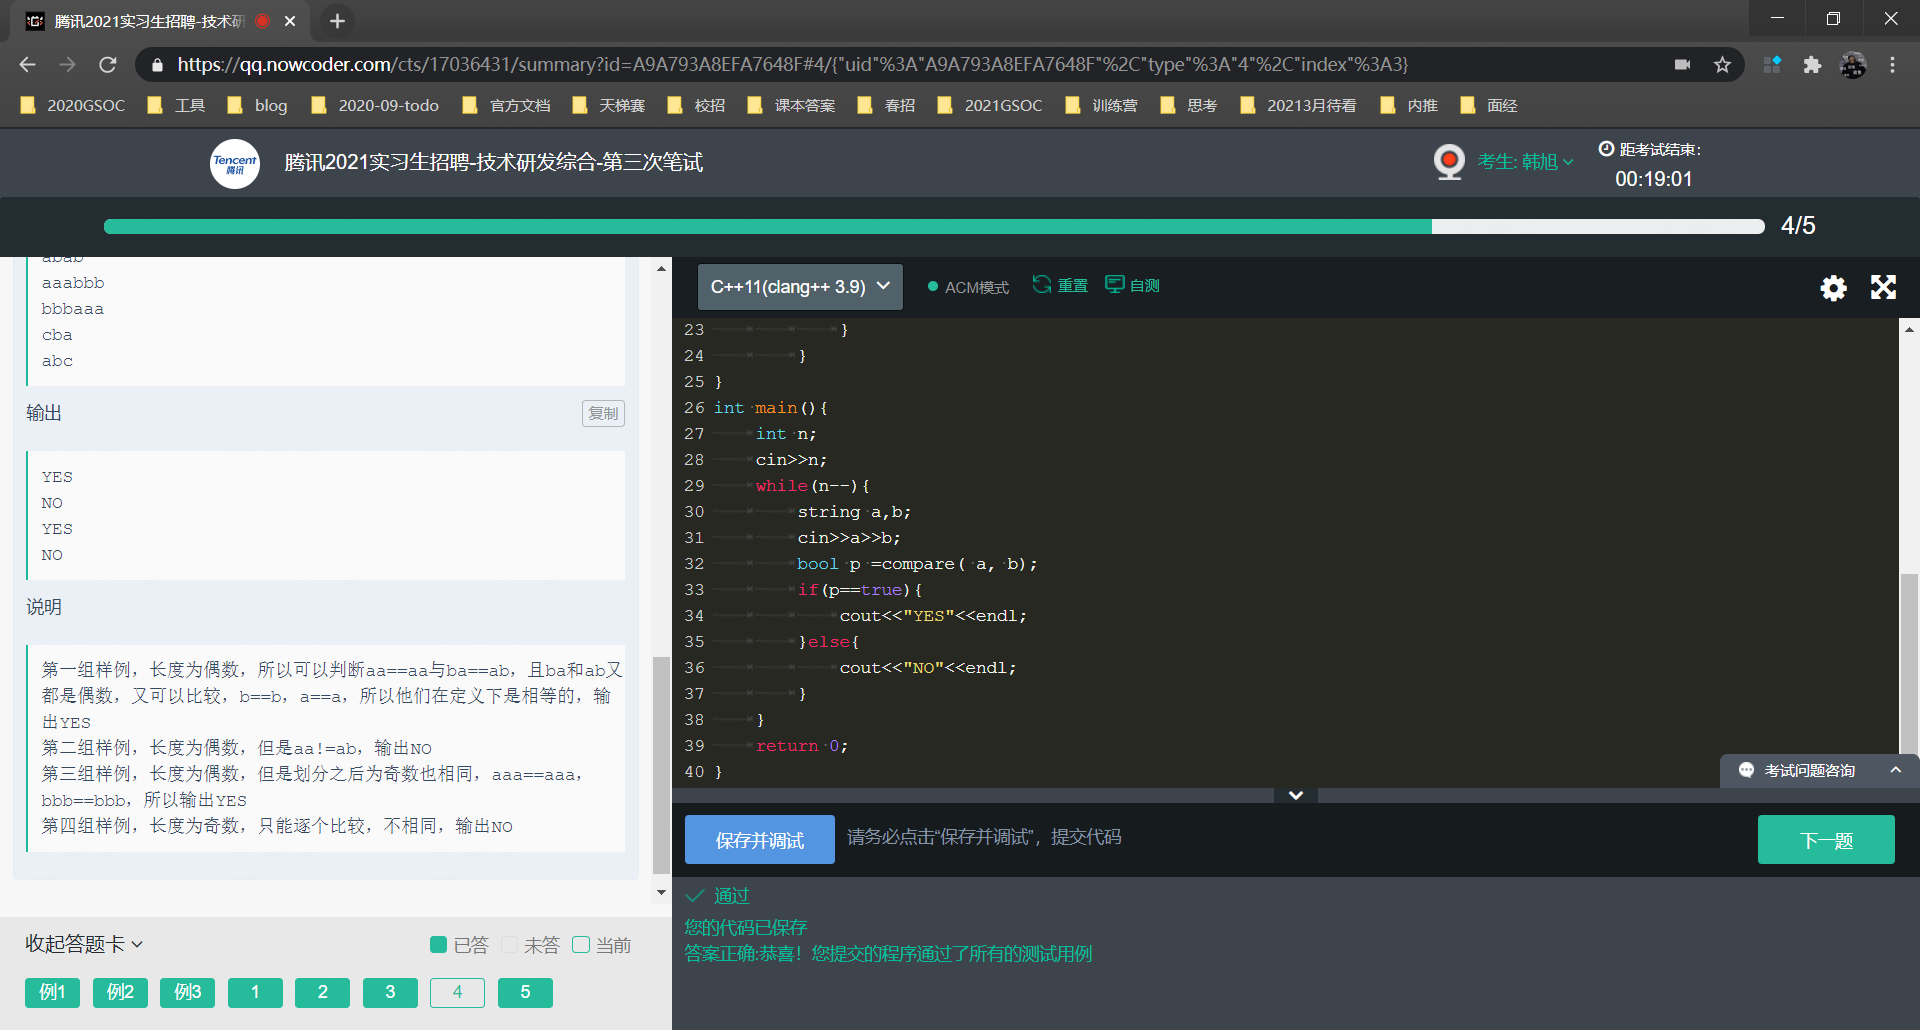 腾讯2021实习生招聘-技术研
https://qq.nowcoder.com/cts/17036431/summary?id=A9A793A8EFA7648F#4/{"uid"%3A"A9A793A8EFA7648F"%2C"type"%3A"4"%2C"index"%3A3}
2020GSOC 工具 blog 2020-09-todo 官方文档 天梯赛 校招 课本答案 春招 2021GSOC 训练营 思考 20213月待看 内推 面经
Tencent
腾讯
腾讯2021实习生招聘-技术研发综合-第三次笔试
考生: 韩旭
距考试结束:
00:19:01
4/5
abab
aaabbb
bbbaaa
cba
abc
输出
复制
YES
NO
YES
NO
说明
第一组样例，长度为偶数，所以可以判断aa==aa与ba==ab，且ba和ab又
都是偶数，又可以比较，b==b，a==a，所以他们在定义下是相等的，输
出YES
第二组样例，长度为偶数，但是aa!=ab，输出NO
第三组样例，长度为偶数，但是划分之后为奇数也相同，aaa==aaa，
bbb==bbb，所以输出YES
第四组样例，长度为奇数，只能逐个比较，不相同，输出NO
收起答题卡
已答 未答 当前
例1 例2 例3 1 2 3 4 5
C++11(clang++ 3.9)
ACM模式
重置
自测
23 }
24 }
25 }
26 int main(){
27 int n;
28 cin>>n;
29 while(n--){
30 string a,b;
31 cin>>a>>b;
32 bool p =compare( a, b);
33 if(p==true){
34 cout<<"YES"<<endl;
35 }else{
36 cout<<"NO"<<endl;
37 }
38 }
39 return 0;
40 }
考试问题咨询
保存并调试
请务必点击“保存并调试”，提交代码
下一题
通过
您的代码已保存
答案正确:恭喜！您提交的程序通过了所有的测试用例